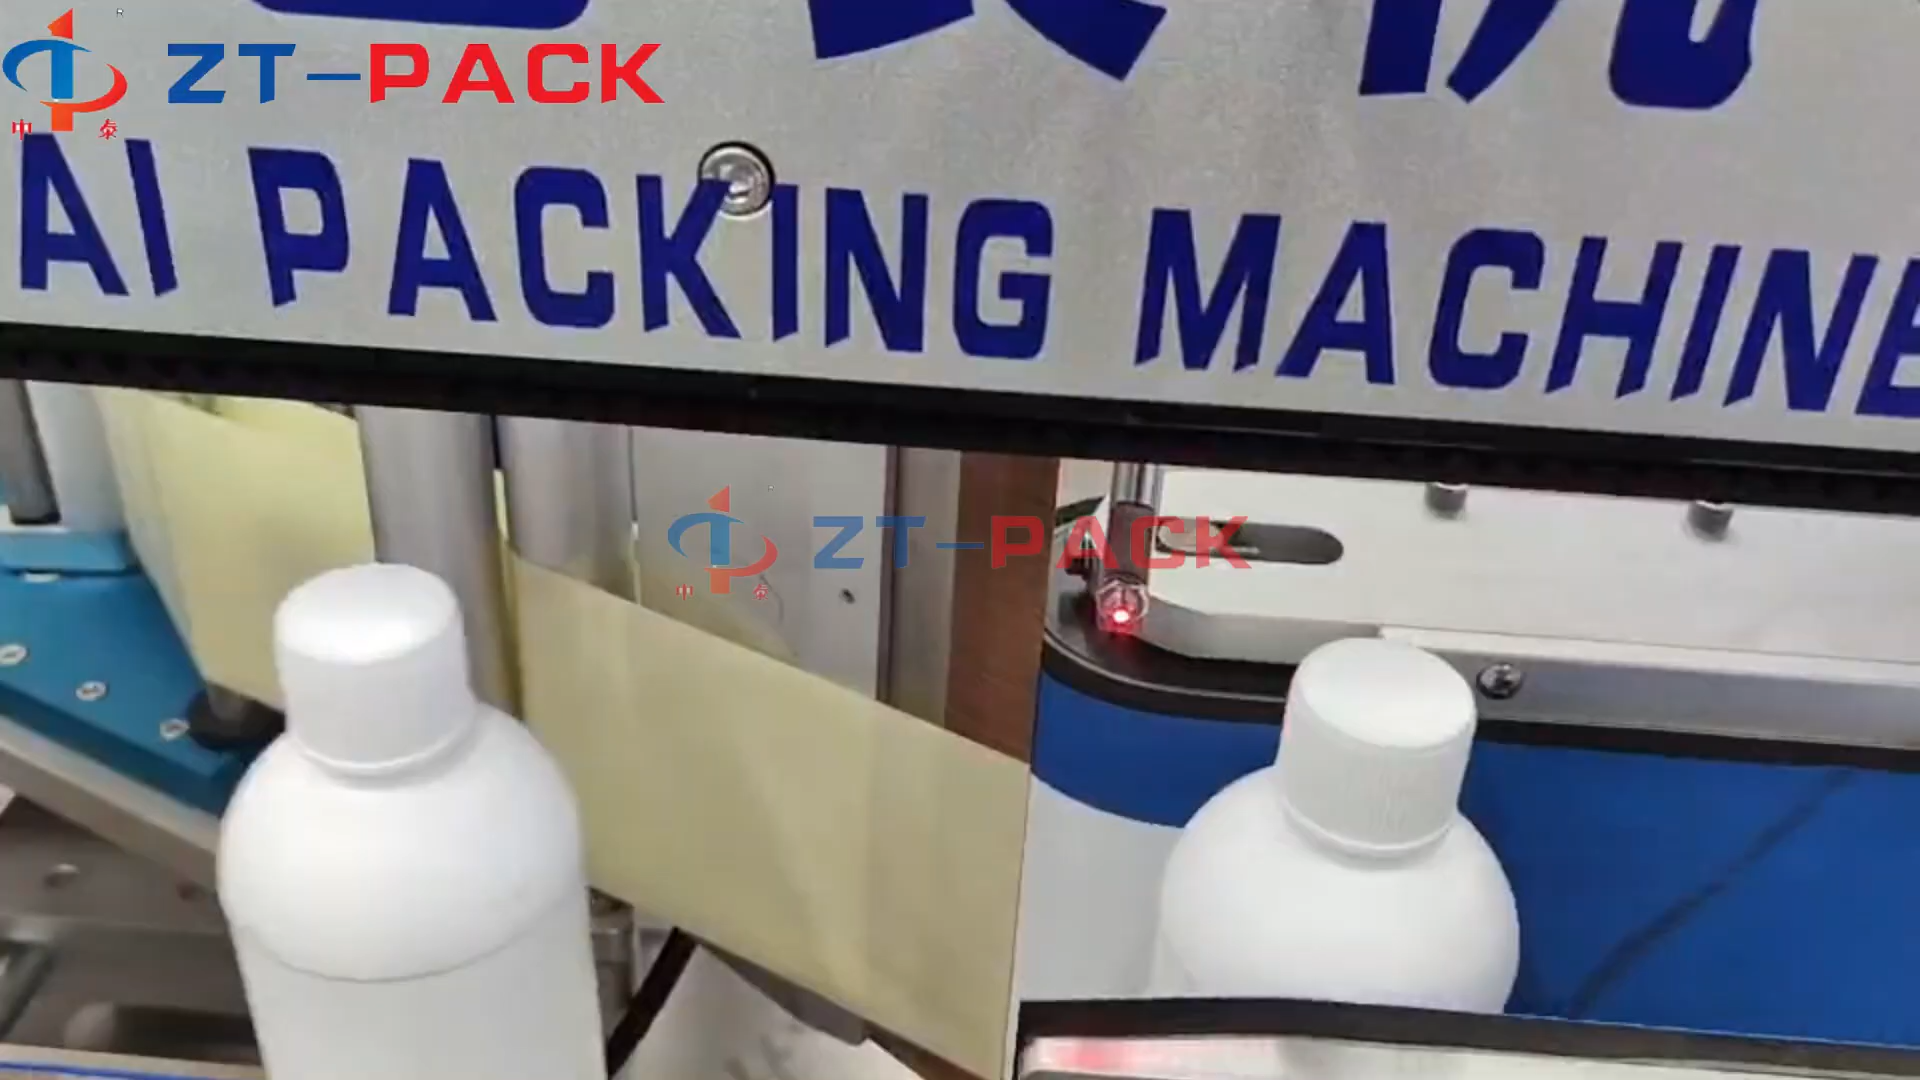 ZT-PACK
中 泰
AI PACKING MACHINE
ZT-PACK
中 泰